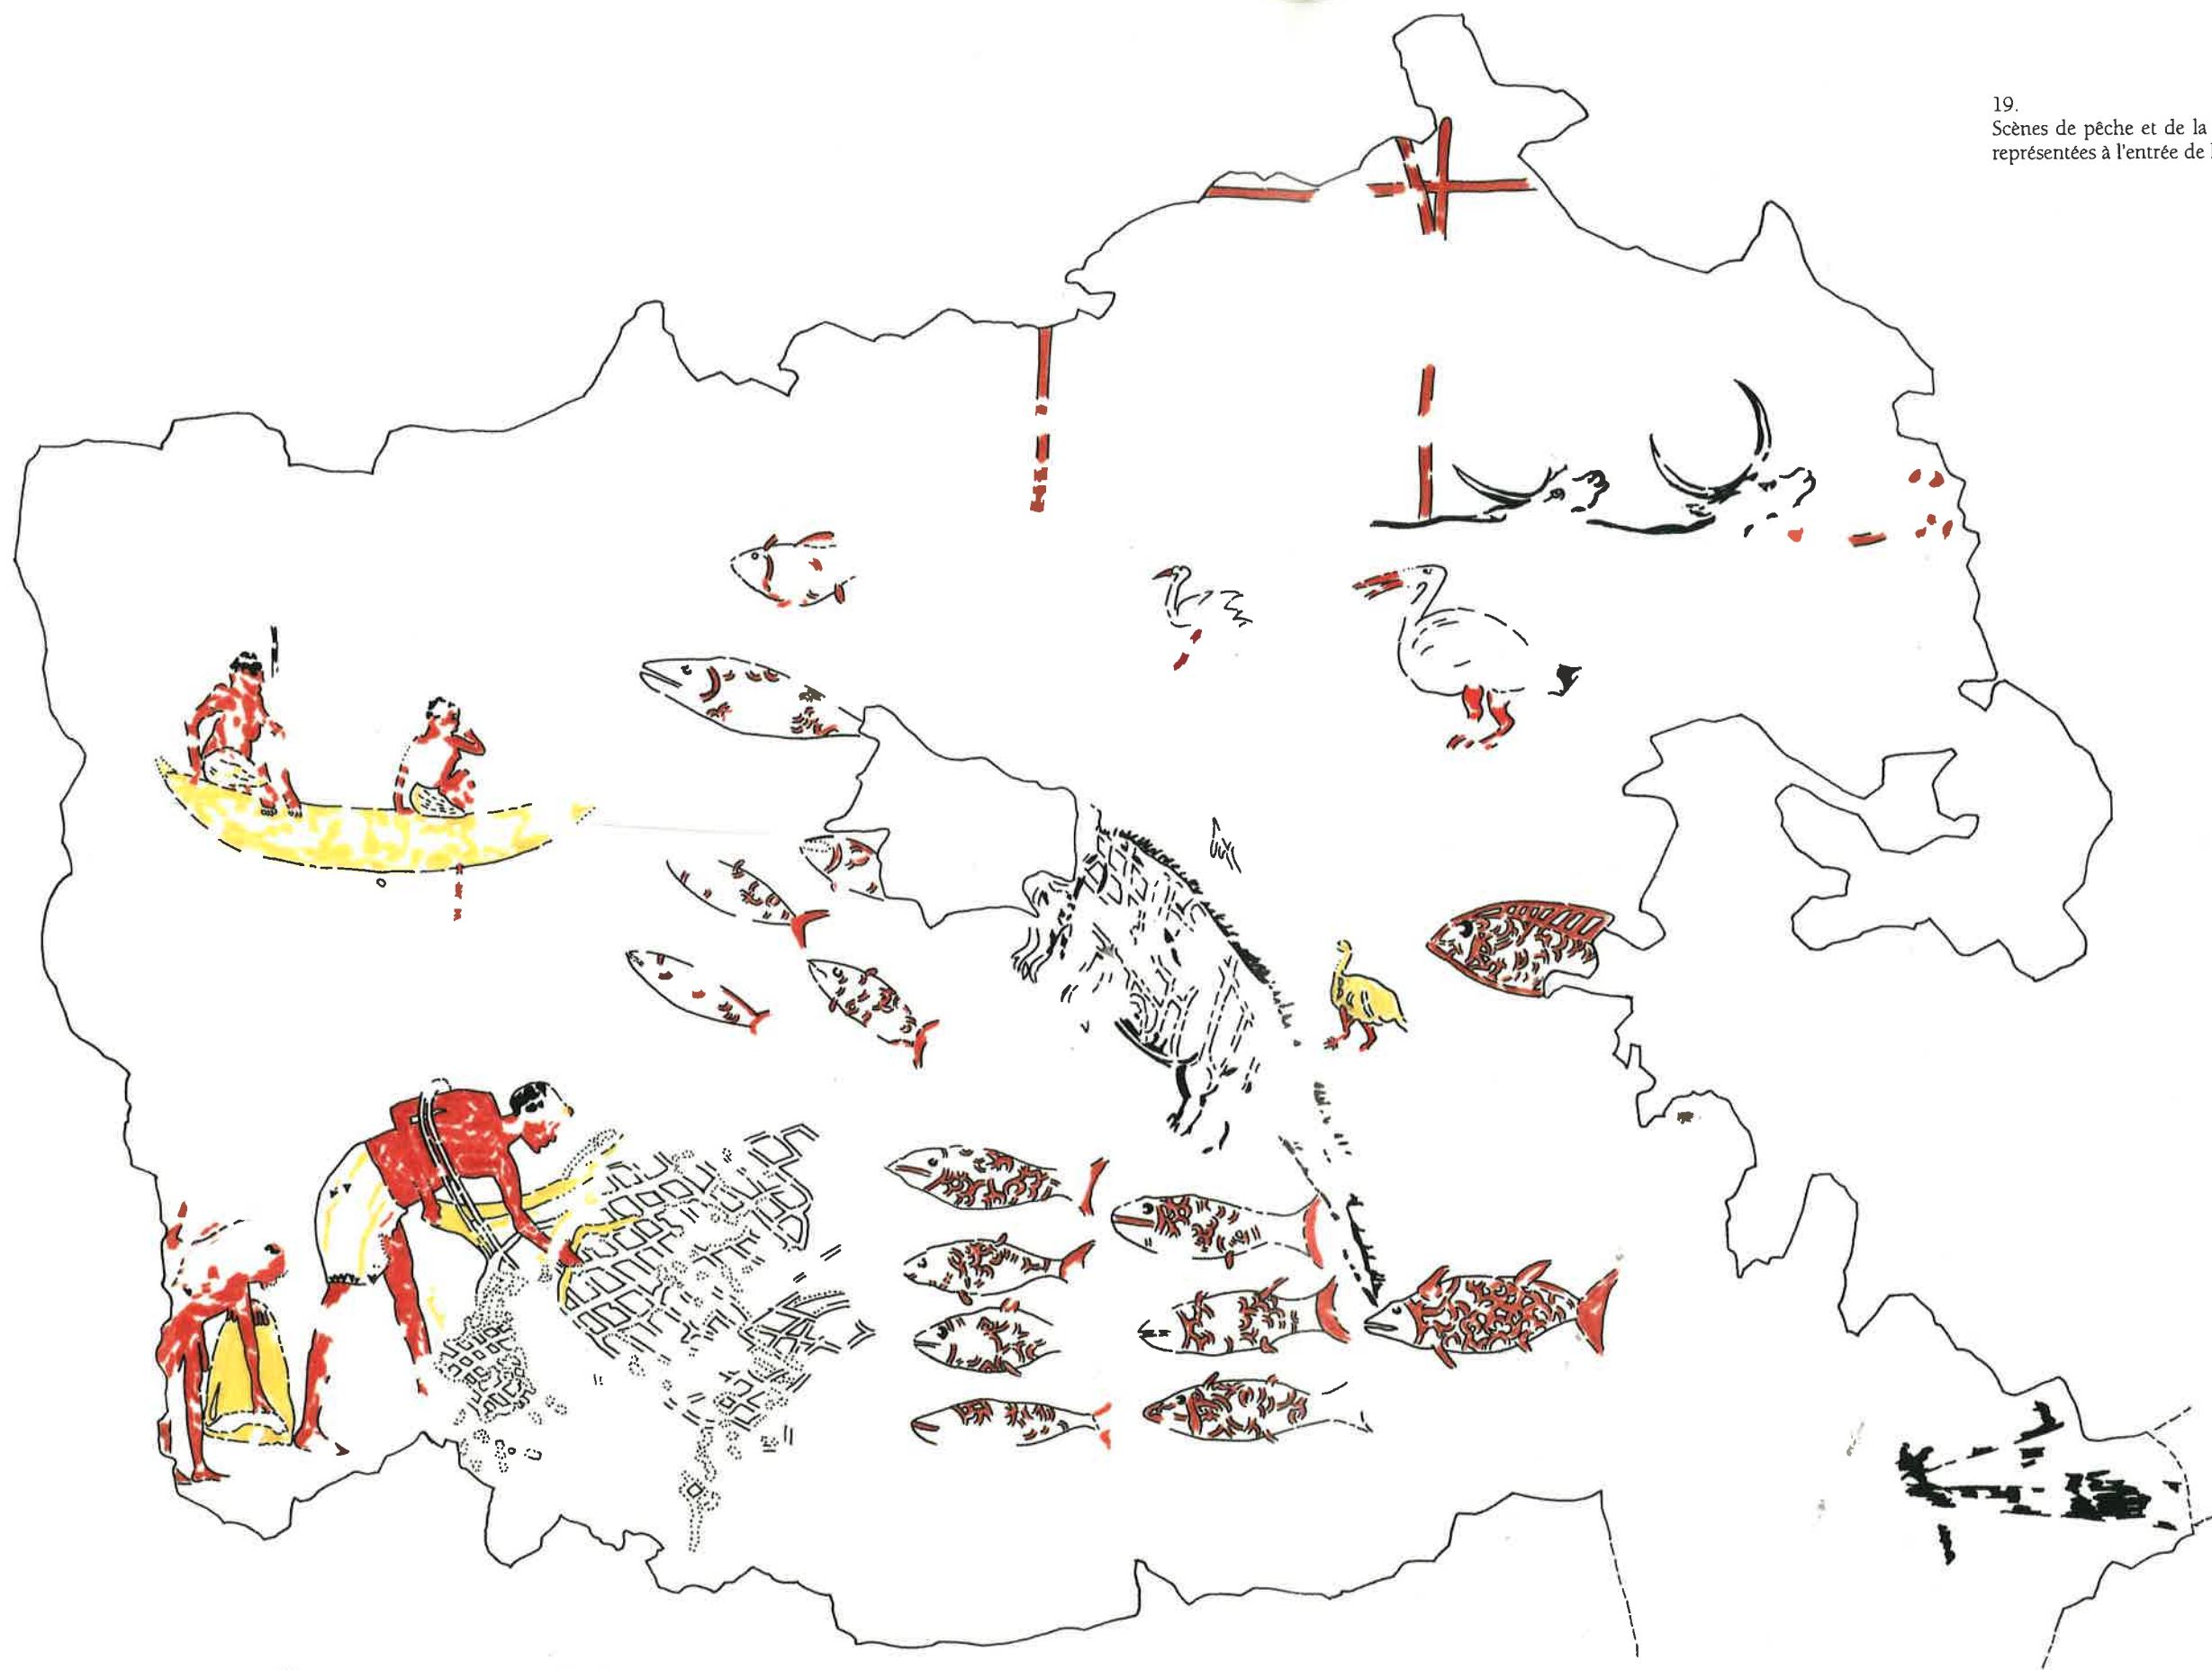 19.
Scènes de pêche et de la
représentées à l'entrée de